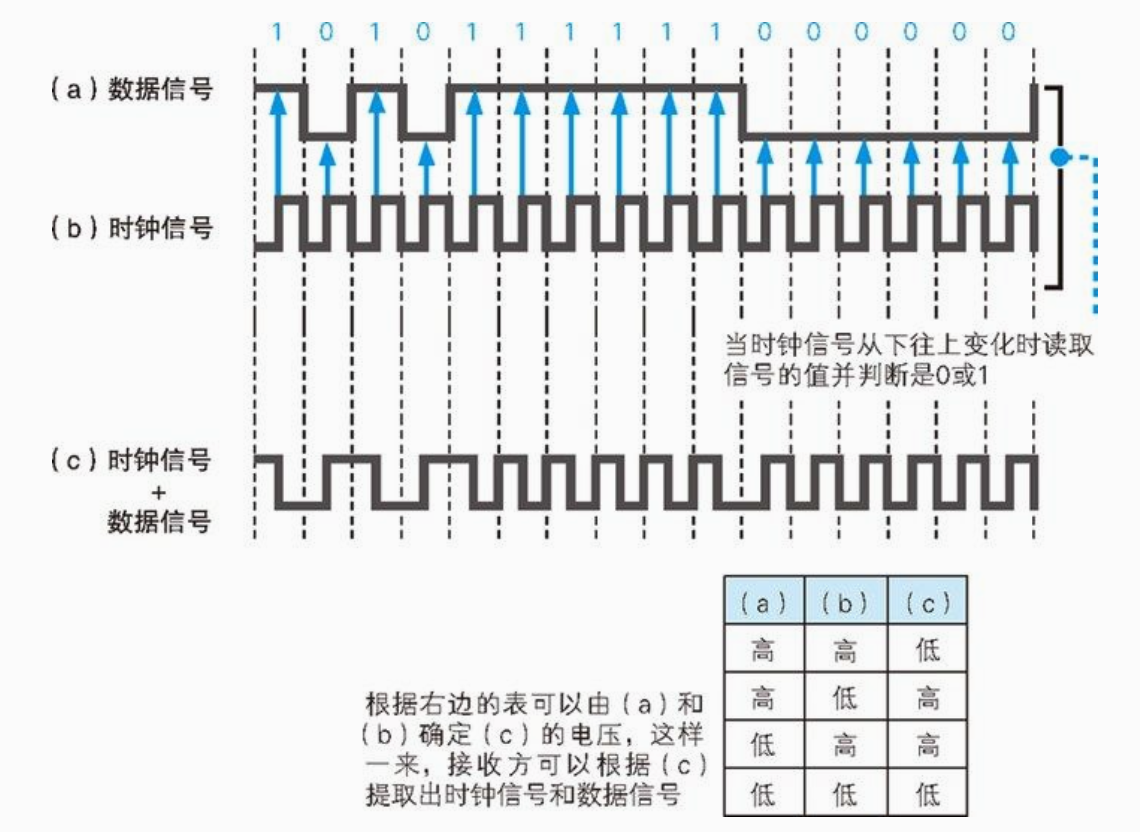 1 0 1 0 1 1 1 1 1 1 0 0 0 0 0 0
(a)数据信号
(b)时钟信号
当时钟信号从下往上变化时读取
信号的值并判断是0或1
(c)时钟信号
+
数据信号
(a) (b) (c)
高 高 低
高 低 高
低 高 高
低 低 低
根据右边的表可以由(a)和
(b)确定(c)的电压，这样
一来，接收方可以根据(c)
提取出时钟信号和数据信号